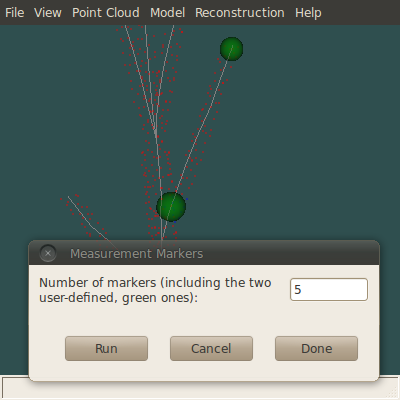 File View Point Cloud Model Reconstruction Help
Measurement Markers
Number of markers (including the two
user-defined, green ones):
5
Run Cancel Done